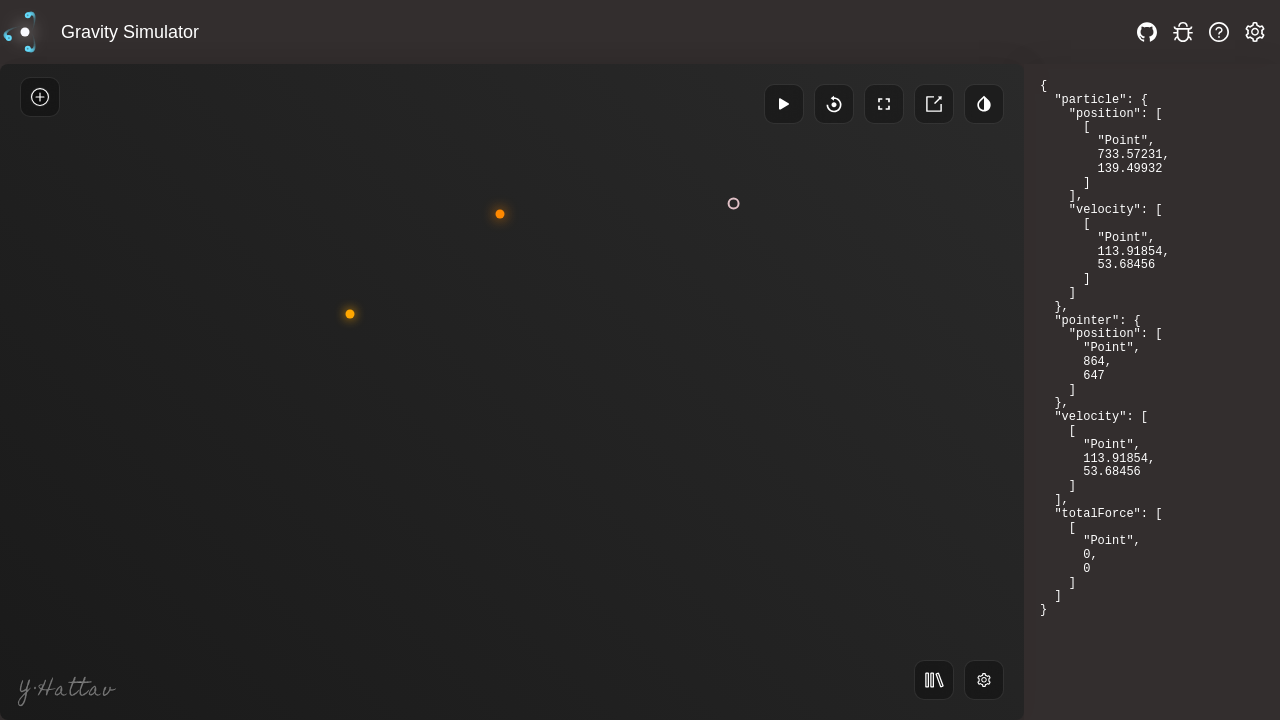 Gravity Simulator
{
"particle": {
"position": [
[
"Point",
733.57231,
139.49932
]
],
"velocity": [
[
"Point",
113.91854,
53.68456
]
]
},
"pointer": {
"position": [
"Point",
864,
647
]
},
"velocity": [
[
"Point",
113.91854,
53.68456
]
],
"totalForce": [
[
"Point",
0,
0
]
]
}
Y·Hattav